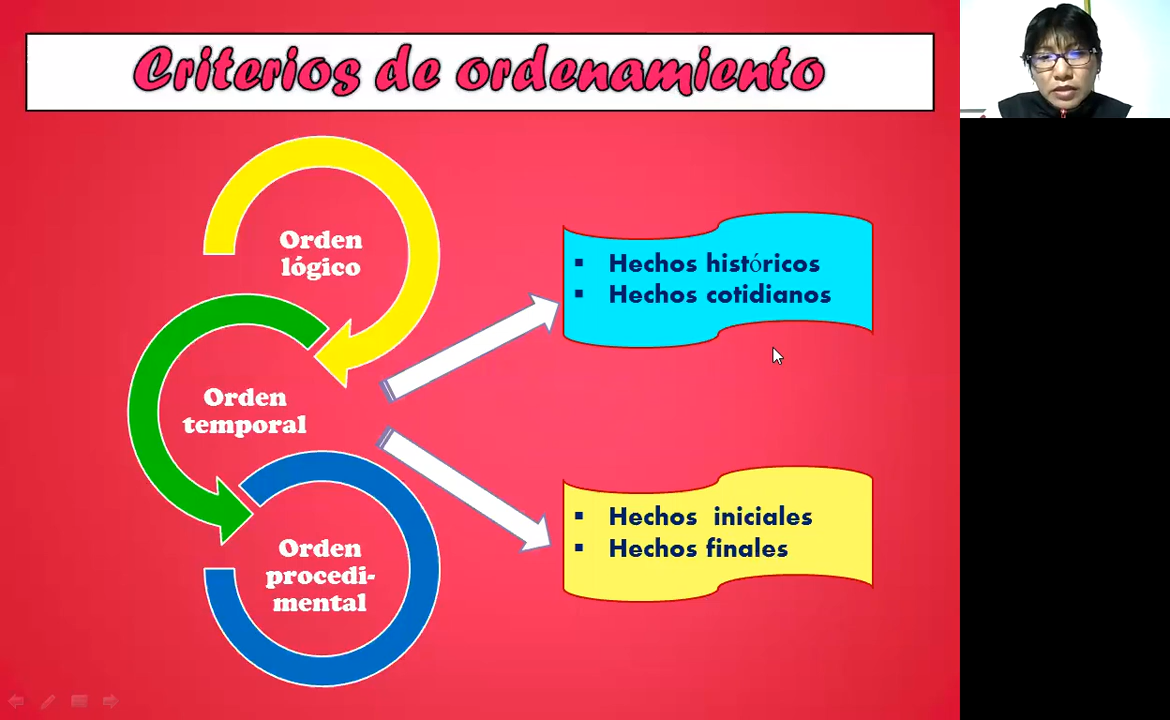 Criterios de ordenamiento
Orden
lógico
Orden
temporal
Orden
procedi-
mental
▪ Hechos históricos
▪ Hechos cotidianos
▪ Hechos iniciales
▪ Hechos finales